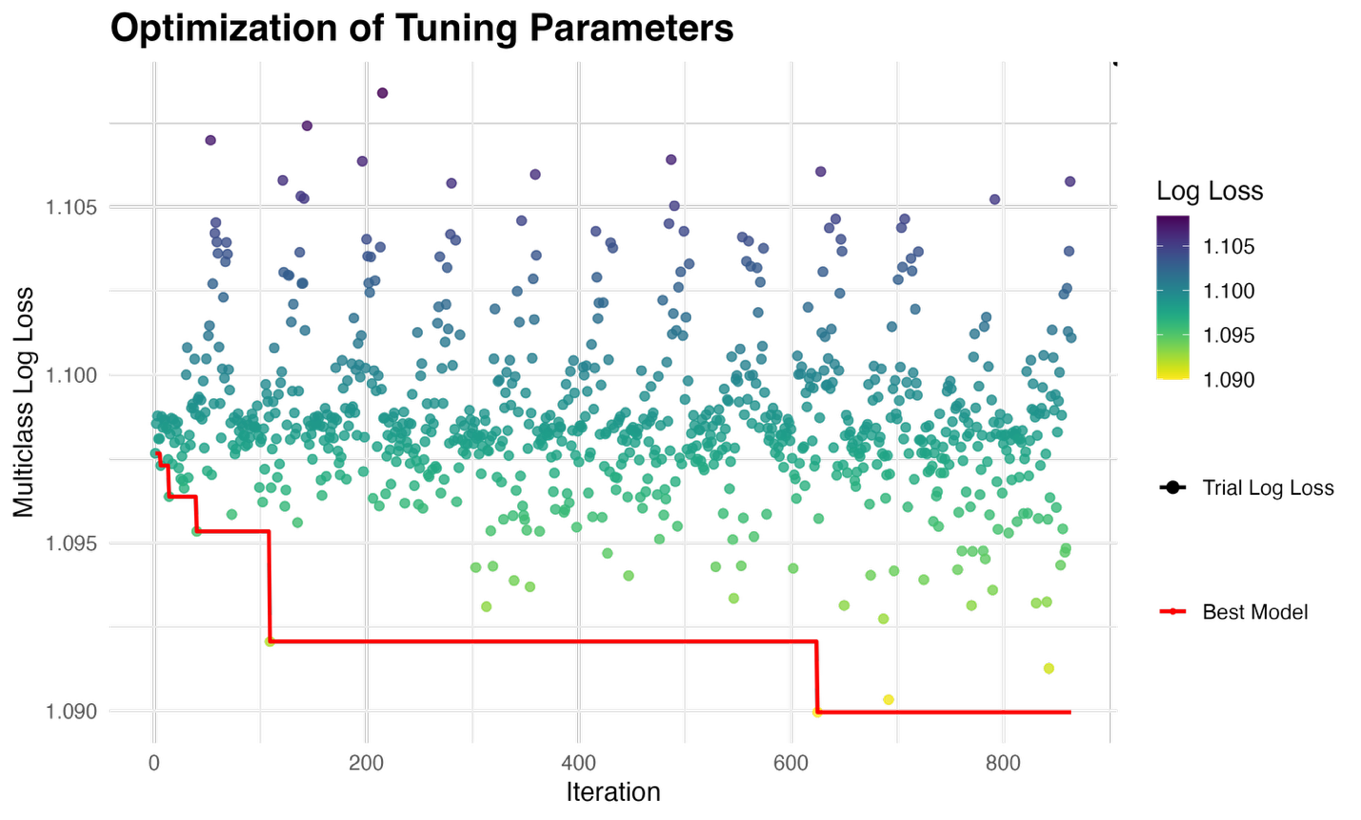 Optimization of Tuning Parameters
Multiclass Log Loss
1.105
1.100
1.095
1.090
0
200
400
600
800
Iteration
Log Loss
1.105
1.100
1.095
1.090
Trial Log Loss
Best Model